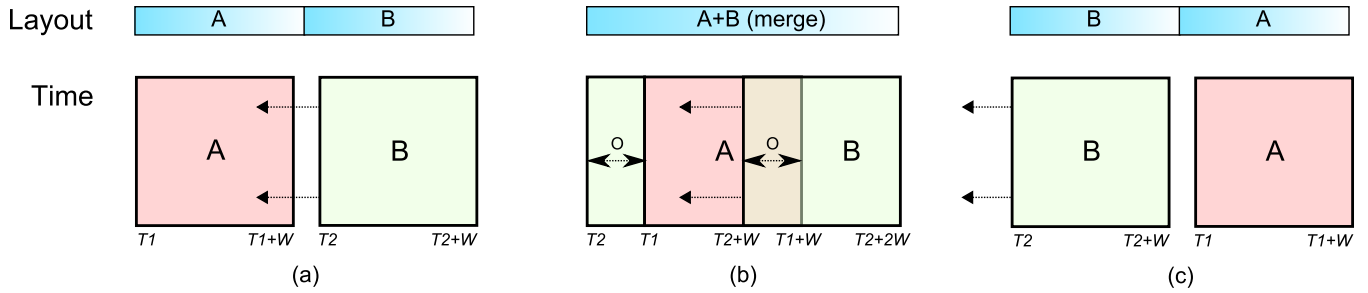 Layout A B A+B (merge) B A
Time
O O
A B A B B A
T1 T1+W T2 T2+W T2 T1 T2+W T1+W T2+2W T2 T2+W T1 T1+W
(a) (b) (c)